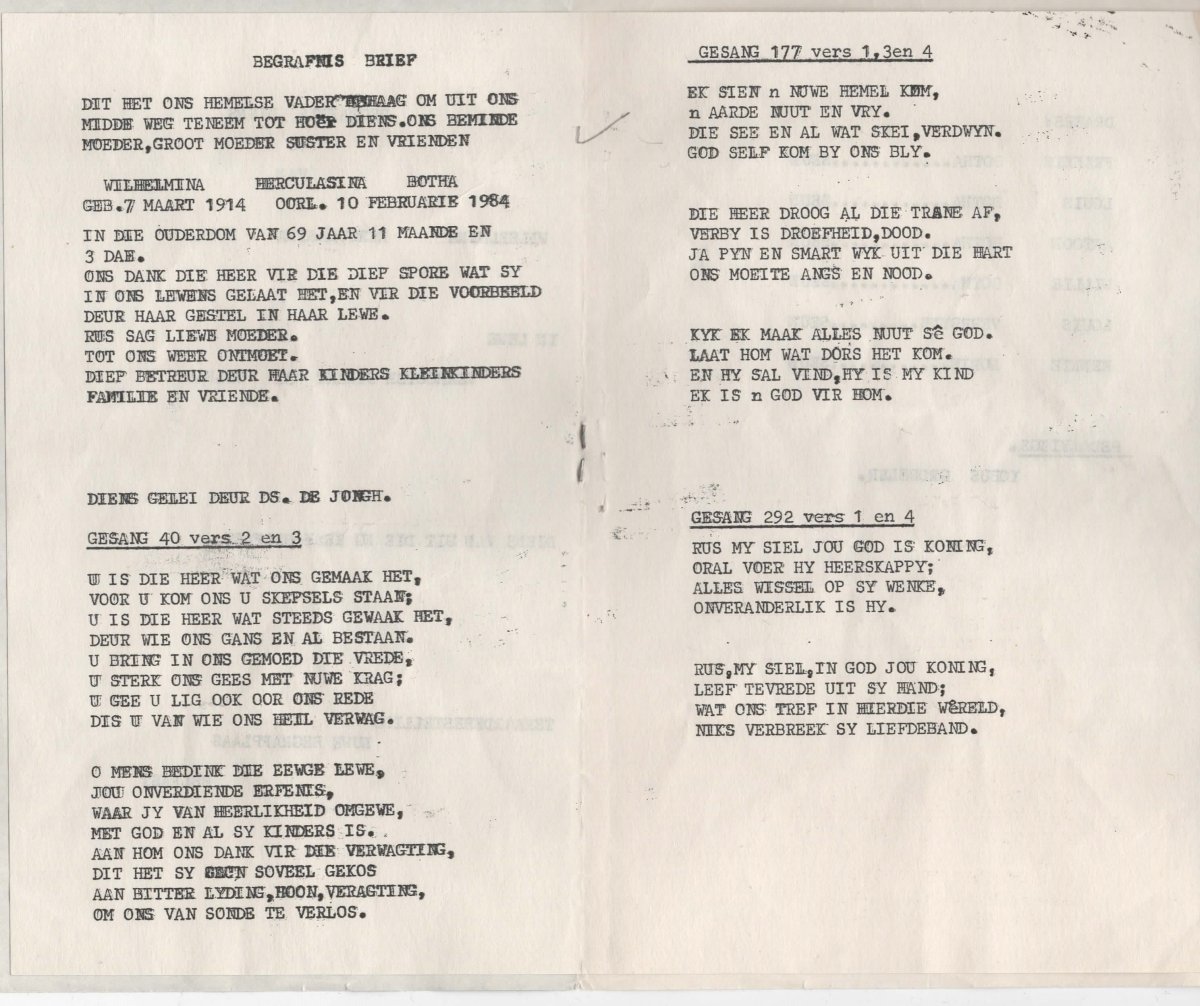 BEGRAFNIS BRIEF
DIT HET ONS HEMELSE VADER BEHAAG OM UIT ONS
MIDDE WEG TENEEM TOT HOËR DIENS.ONS BEMINDE
MOEDER,GROOT MOEDER SUSTER EN VRIENDEN
WILHELMINA HERCULASINA BOTHA
GEB.7 MAART 1914 OORL. 10 FEBRUARIE 1984
IN DIE OUDERDOM VAN 69 JAAR 11 MAANDE EN
3 DAE.
ONS DANK DIE HEER VIR DIE DIEP SPORE WAT SY
IN ONS LEWENS GELAAT HET,EN VIR DIE VOORBEELD
DEUR HAAR GESTEL IN HAAR LEWE.
RUS SAG LIEWE MOEDER.
TOT ONS WEER ONTMOET.
DIEP BETREUR DEUR HAAR KINDERS KLEINKINDERS
FAMILIE EN VRIENDE.
DIENS GELEI DEUR DS. DE JONGH.
GESANG 40 vers 2 en 3
U IS DIE HEER WAT ONS GEMAAK HET,
VOOR U KOM ONS U SKEPSELS STAAN;
U IS DIE HEER WAT STEEDS GEWAAK HET,
DEUR WIE ONS GANS EN AL BESTAAN.
U BRING IN ONS GEMOED DIE VREDE,
U STERK ONS GEES MET NUWE KRAG;
U GEE U LIG OOK OOR ONS REDE
DIS U VAN WIE ONS HEIL VERWAG.
O MENS BEDINK DIE EEWGE LEWE,
JOU ONVERDIENDE ERFENIS,
WAAR JY VAN HEERLIKHEID OMGEWE,
MET GOD EN AL SY KINDERS IS.
AAN HOM ONS DANK VIR DIE VERWAGTING,
DIT HET SY SEUN SOVEEL GEKOS
AAN BITTER LYDING,HOON,VERAGTING,
OM ONS VAN SONDE TE VERLOS.
GESANG 177 vers 1,3en 4
EK SIEN n NUWE HEMEL KOM,
n AARDE NUUT EN VRY.
DIE SEE EN AL WAT SKEI,VERDWYN.
GOD SELF KOM BY ONS BLY.
DIE HEER DROOG AL DIE TRANE AF,
VERBY IS DROEFHEID,DOOD.
JA PYN EN SMART WYK UIT DIE HART
ONS MOEITE ANGS EN NOOD.
KYK EK MAAK ALLES NUUT Sê GOD.
LAAT HOM WAT DORS HET KOM.
EN HY SAL VIND,HY IS MY KIND
EK IS n GOD VIR HOM.
GESANG 292 vers 1 en 4
RUS MY SIEL JOU GOD IS KONING,
ORAL VOER HY HEERSKAPPY;
ALLES WISSEL OP SY WENKE,
ONVERANDERLIK IS HY.
RUS,MY SIEL,IN GOD JOU KONING,
LEEF TEVREDE UIT SY HAND;
WAT ONS TREF IN HIERDIE WêRELD,
NIKS VERBREEK SY LIEFDEBAND.